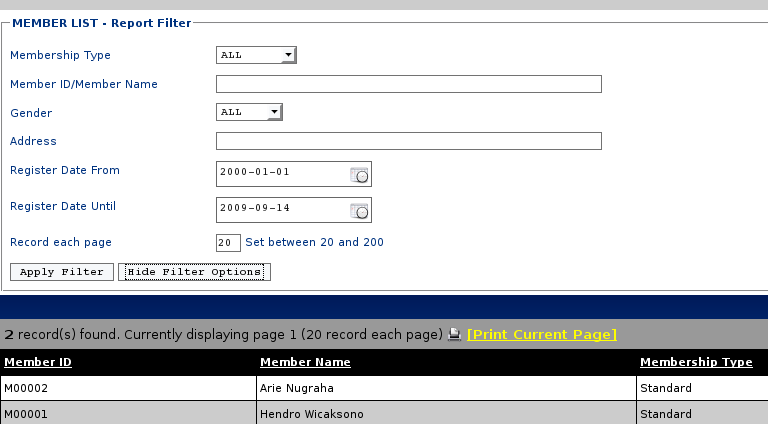 MEMBER LIST - Report Filter
Membership Type ALL
Member ID/Member Name
Gender ALL
Address
Register Date From 2000-01-01
Register Date Until 2009-09-14
Record each page 20 Set between 20 and 200
Apply Filter Hide Filter Options
2 record(s) found. Currently displaying page 1 (20 record each page) [Print Current Page]
Member ID Member Name Membership Type
M00002 Arie Nugraha Standard
M00001 Hendro Wicaksono Standard